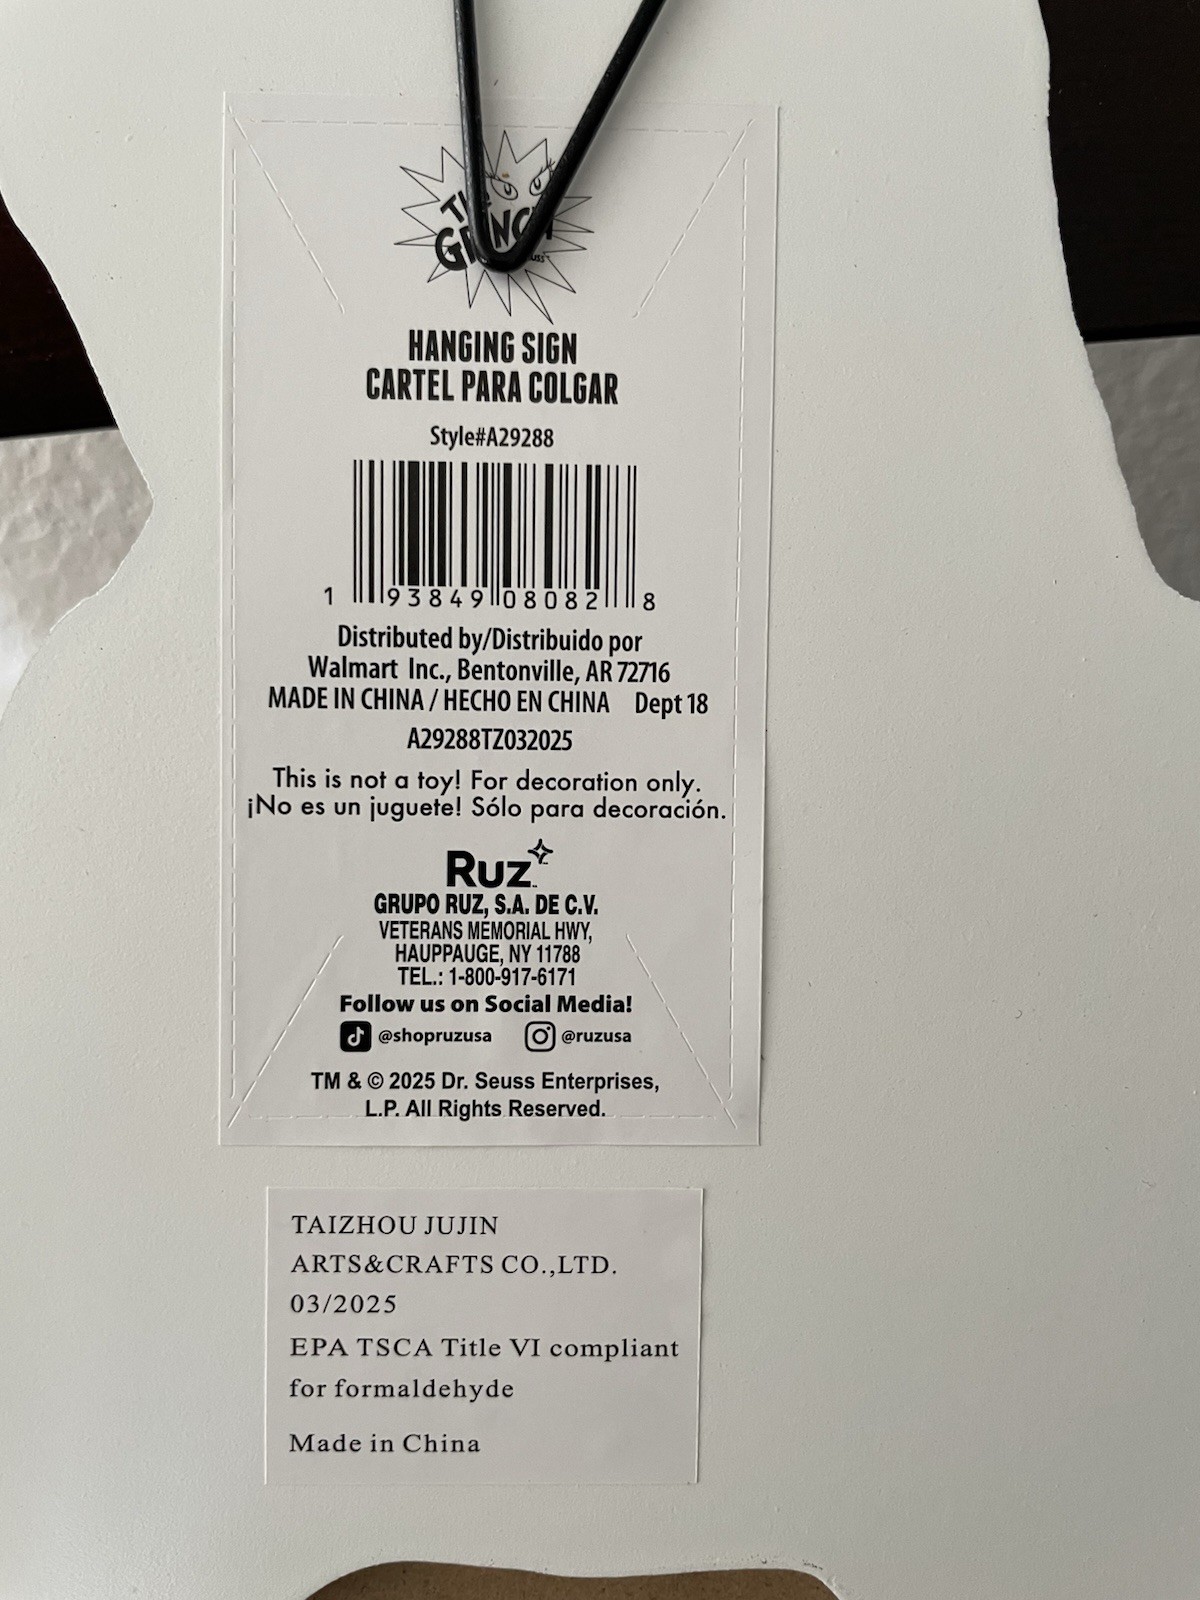 THE
GRINCH
HANGING SIGN
CARTEL PARA COLGAR
Style#A29288
1 93849 08082 8
Distributed by/Distribuido por
Walmart Inc., Bentonville, AR 72716
MADE IN CHINA / HECHO EN CHINA Dept 18
A29288TZ032025
This is not a toy! For decoration only.
¡No es un juguete! Sólo para decoración.
Ruz
GRUPO RUZ, S.A. DE C.V.
VETERANS MEMORIAL HWY,
HAUPPAUGE, NY 11788
TEL.: 1-800-917-6171
Follow us on Social Media!
@shopruzusa @ruzusa
TM & © 2025 Dr. Seuss Enterprises,
L.P. All Rights Reserved.
TAIZHOU JUJIN
ARTS&CRAFTS CO.,LTD.
03/2025
EPA TSCA Title VI compliant
for formaldehyde
Made in China